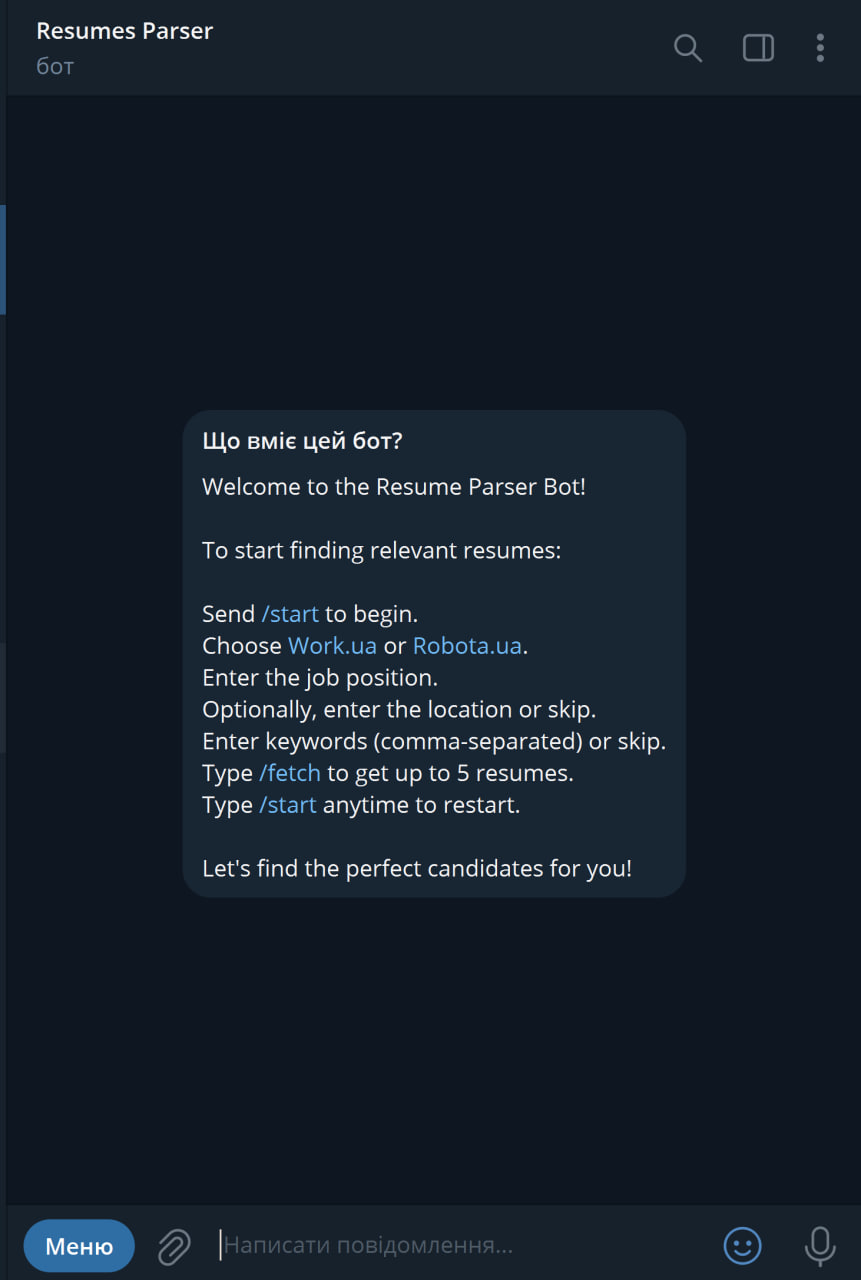 Resumes Parser
бот
Що вміє цей бот?
Welcome to the Resume Parser Bot!
To start finding relevant resumes:
Send /start to begin.
Choose Work.ua or Robota.ua.
Enter the job position.
Optionally, enter the location or skip.
Enter keywords (comma-separated) or skip.
Type /fetch to get up to 5 resumes.
Type /start anytime to restart.
Let's find the perfect candidates for you!
Меню
Написати повідомлення...